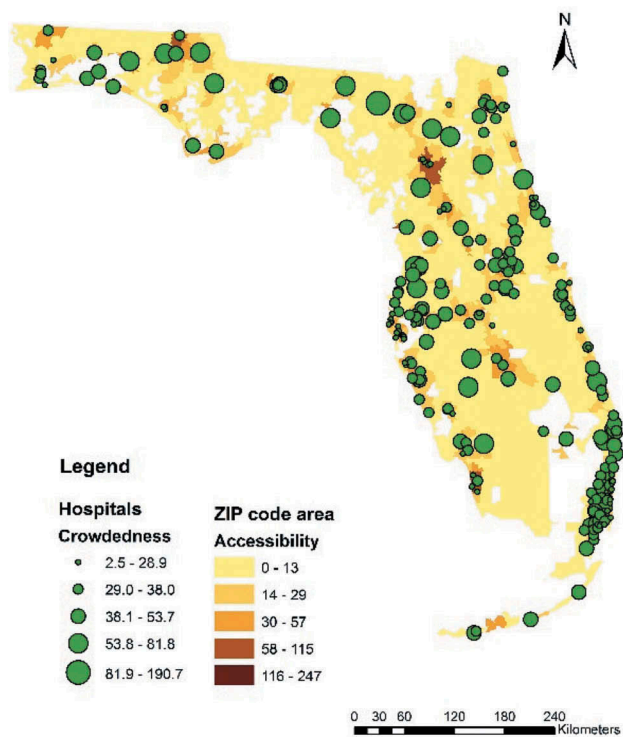 N
Legend
Hospitals
Crowdedness
2.5 - 28.9
29.0 - 38.0
38.1 - 53.7
53.8 - 81.8
81.9 - 190.7
ZIP code area
Accessibility
0 - 13
14 - 29
30 - 57
58 - 115
116 - 247
0 30 60 120 180 240
Kilometers